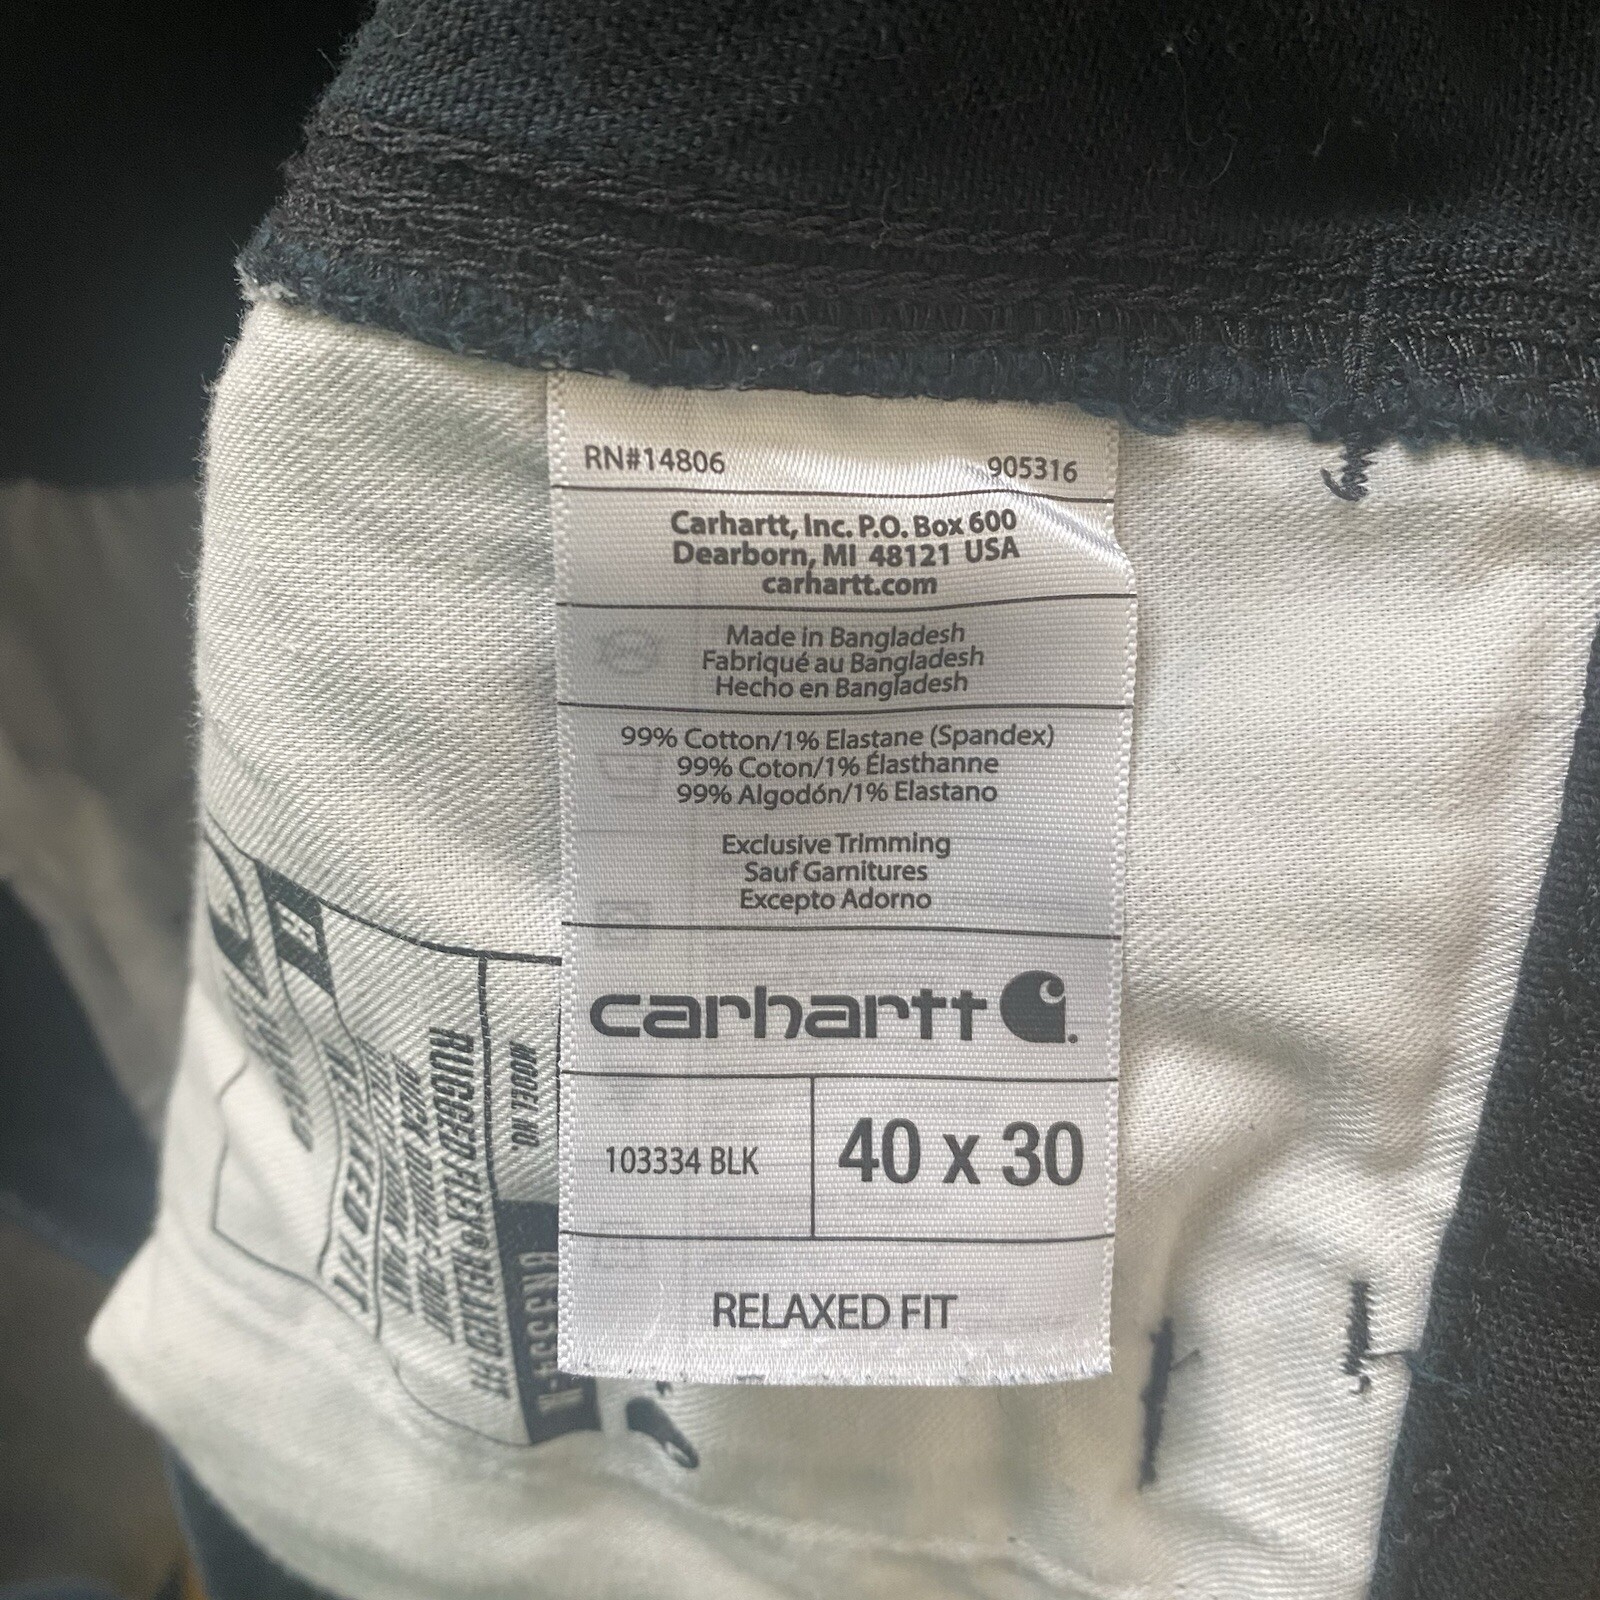 RN#14806 905316
Carhartt, Inc. P.O. Box 600
Dearborn, MI 48121 USA
carhartt.com
Made in Bangladesh
Fabriqué au Bangladesh
Hecho en Bangladesh
99% Cotton/1% Elastane (Spandex)
99% Coton/1% Élasthanne
99% Algodón/1% Elastano
Exclusive Trimming
Sauf Garnitures
Excepto Adorno
carhartt
103334 BLK
40 x 30
RELAXED FIT
MODEL NO.
RUGGED FLEX® RELAXED FIT
RELAXED FIT